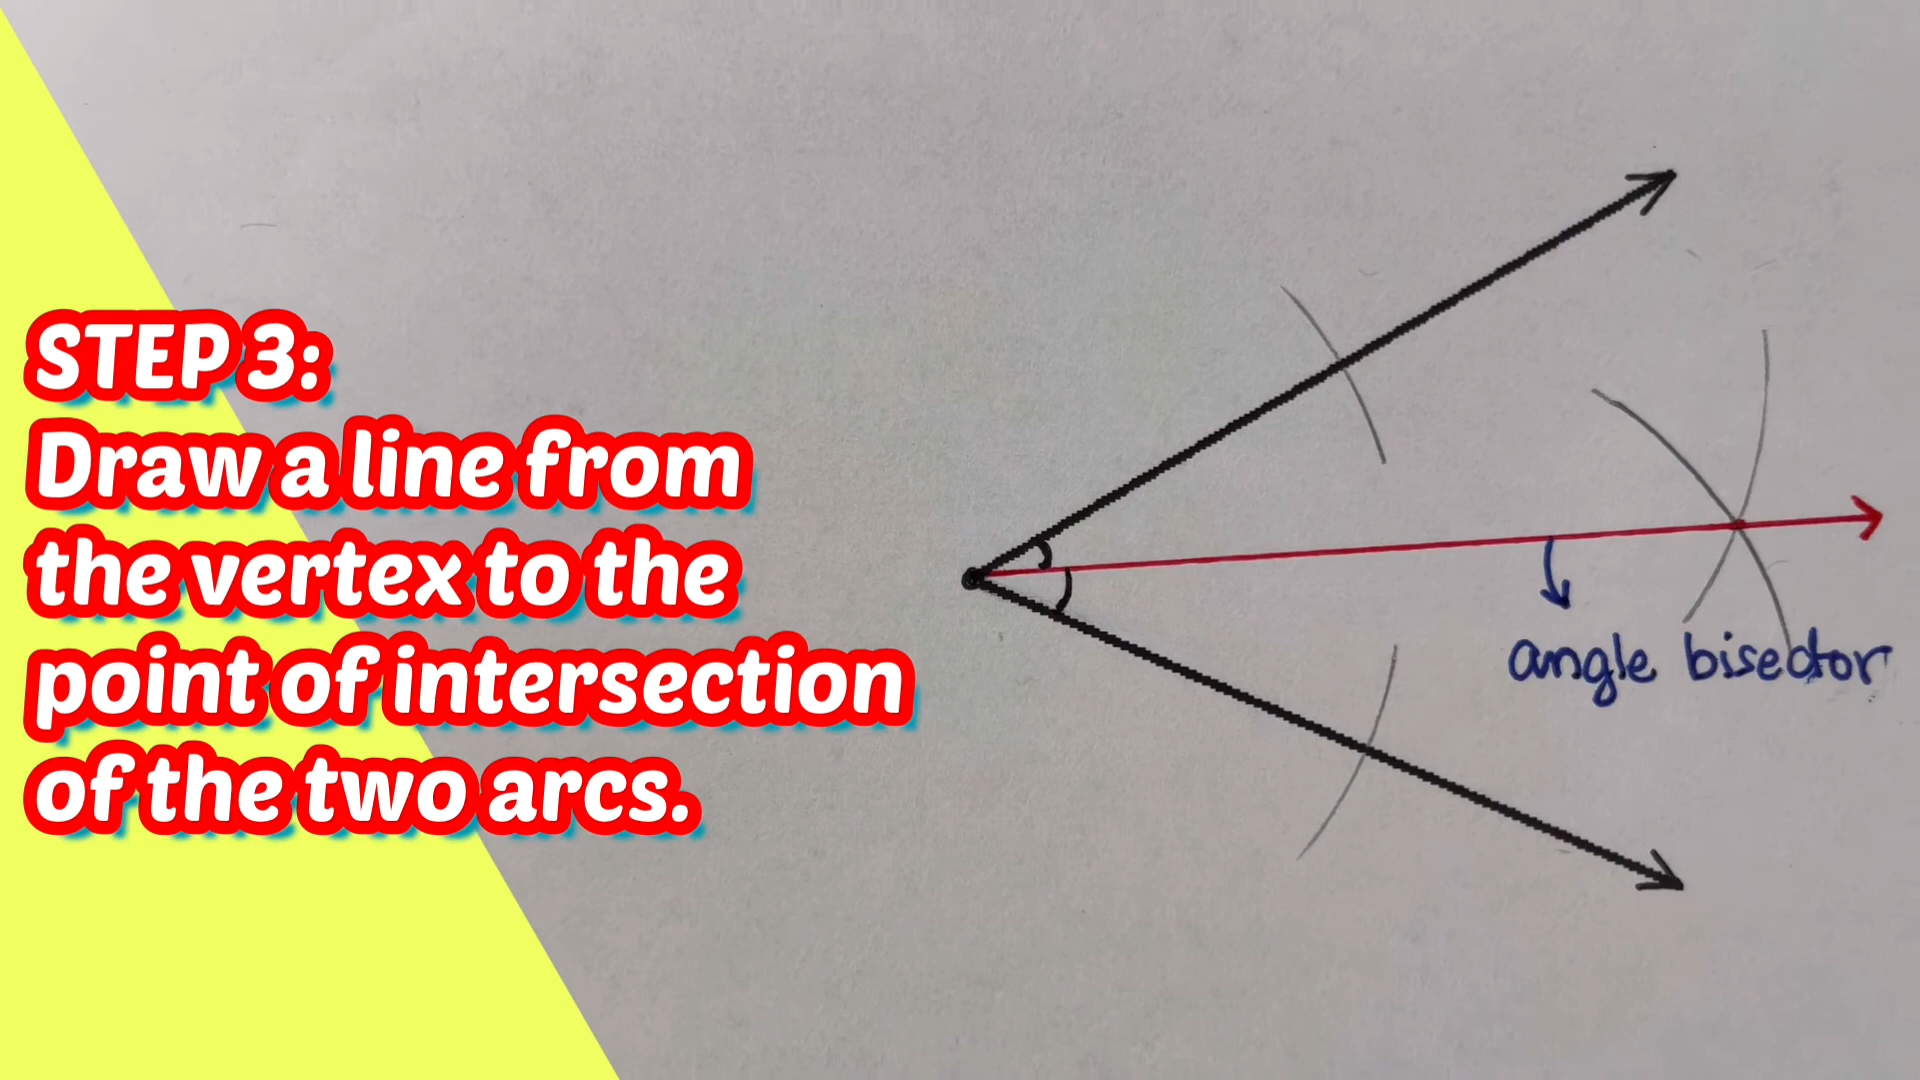 STEP 3:
Draw a line from
the vertex to the
point of intersection
of the two arcs.
angle bisector